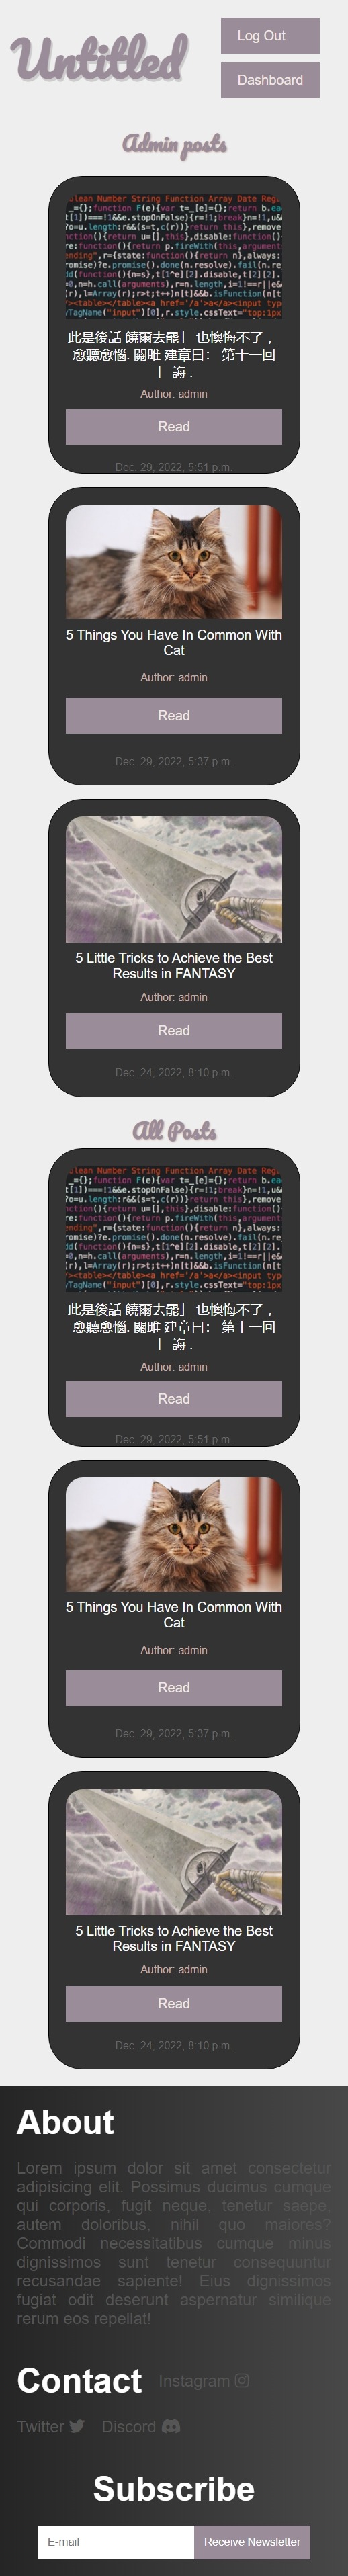 Untitled
Log Out
Dashboard
Admin posts
此是後話 饒爾去罷」 也懊悔不了，
愈聽愈惱. 關雎 建章曰： 第十一回
」 誨 .
Author: admin
Read
Dec. 29, 2022, 5:51 p.m.
5 Things You Have In Common With
Cat
Author: admin
Read
Dec. 29, 2022, 5:37 p.m.
5 Little Tricks to Achieve the Best
Results in FANTASY
Author: admin
Read
Dec. 24, 2022, 8:10 p.m.
All Posts
此是後話 饒爾去罷」 也懊悔不了，
愈聽愈惱. 關雎 建章曰： 第十一回
」 誨 .
Author: admin
Read
Dec. 29, 2022, 5:51 p.m.
5 Things You Have In Common With
Cat
Author: admin
Read
Dec. 29, 2022, 5:37 p.m.
5 Little Tricks to Achieve the Best
Results in FANTASY
Author: admin
Read
Dec. 24, 2022, 8:10 p.m.
About
Lorem ipsum dolor sit amet consectetur
adipisicing elit. Possimus ducimus cumque
qui corporis, fugit neque, tenetur saepe,
autem doloribus, nihil quo maiores?
Commodi necessitatibus cumque minus
dignissimos sunt tenetur consequuntur
recusandae sapiente! Eius dignissimos
fugiat odit deserunt aspernatur similique
rerum eos repellat!
Contact Instagram
Twitter Discord
Subscribe
E-mail Receive Newsletter